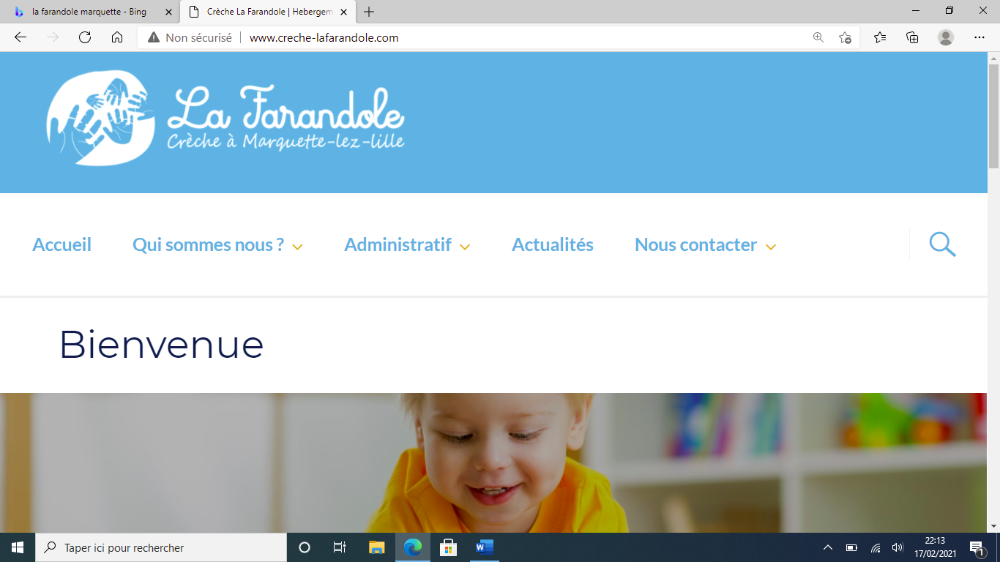 la farandole marquette - Bing
Crèche La Farandole | Hebergem
Non sécurisé
www.creche-lafarandole.com
La Farandole
Crèche à Marquette-lez-lille
Accueil
Qui sommes nous ?
Administratif
Actualités
Nous contacter
Bienvenue
Taper ici pour rechercher
22:13
17/02/2021
1